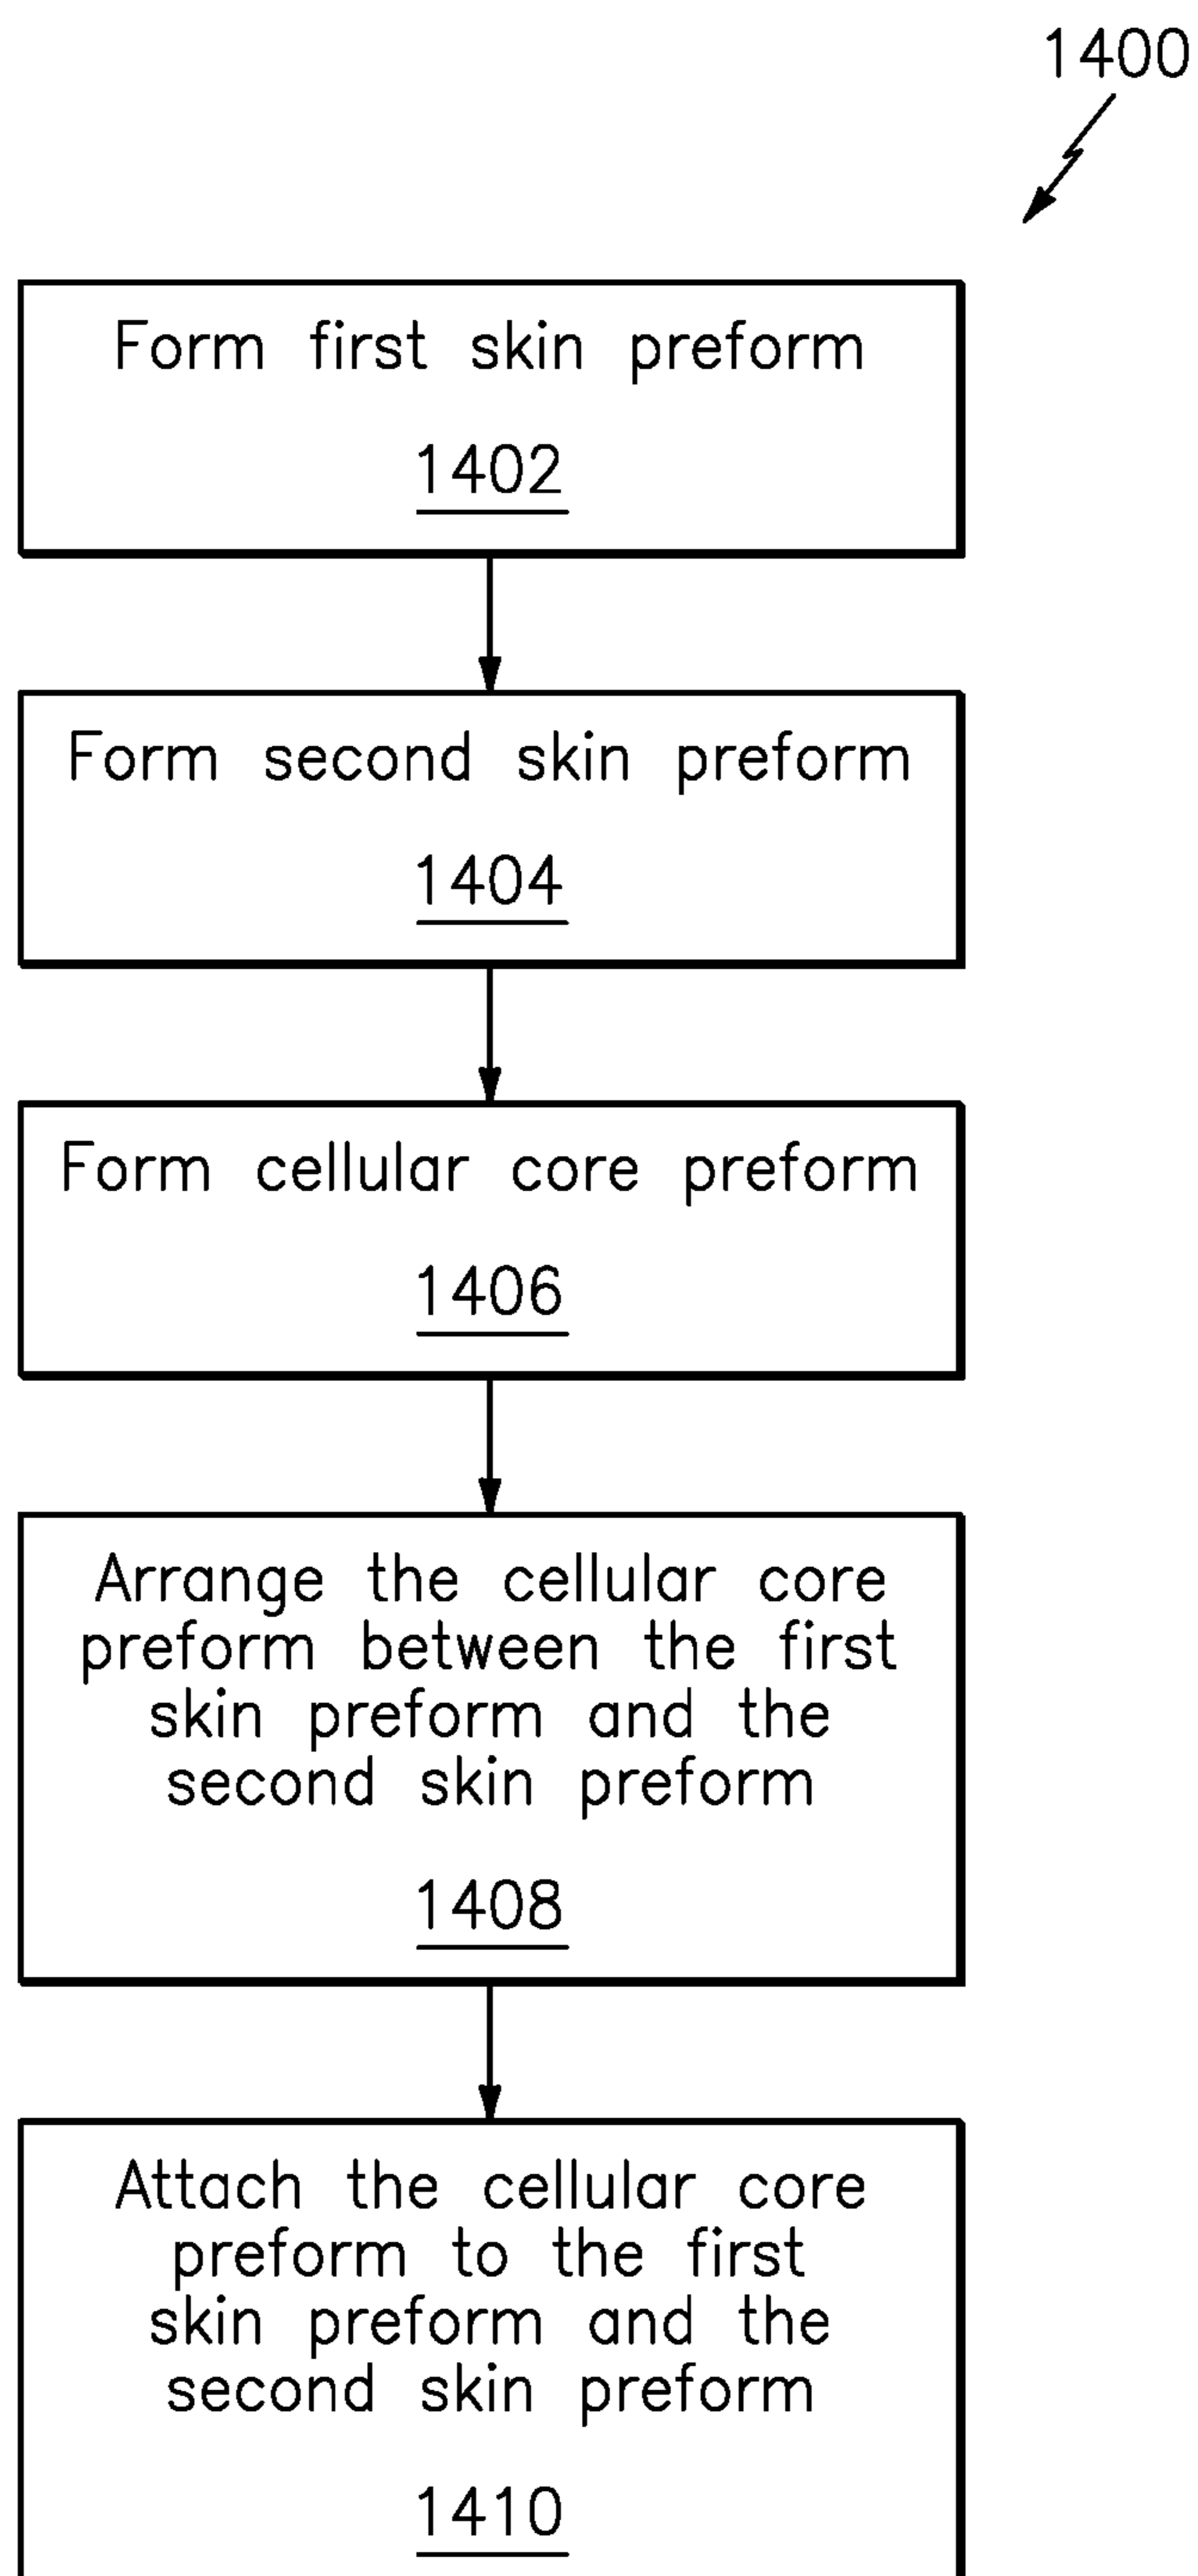 1400
Form first skin preform
1402
Form second skin preform
1404
Form cellular core preform
1406
Arrange the cellular core
preform between the first
skin preform and the
second skin preform
1408
Attach the cellular core
preform to the first
skin preform and the
second skin preform
1410